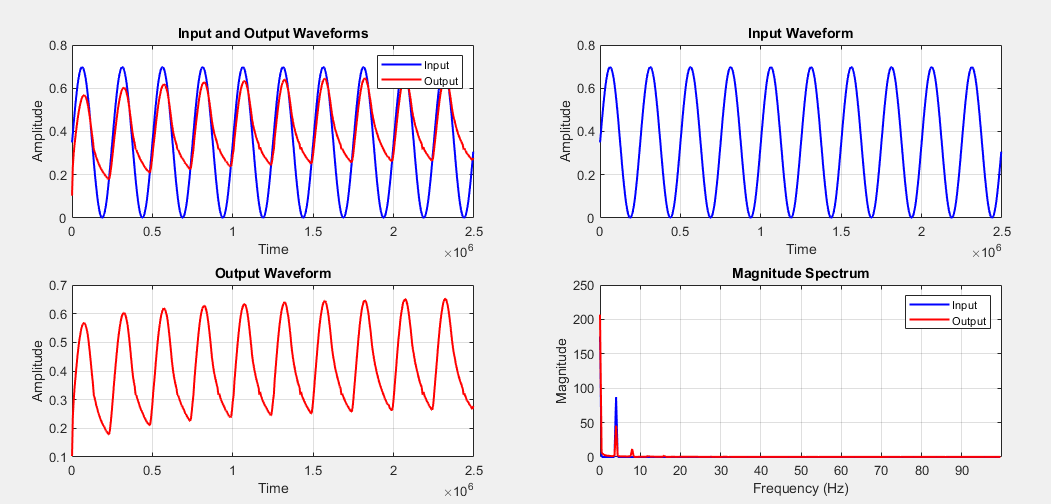 Input and Output Waveforms
0.8
0.6
0.4
0.2
0
Amplitude
Input
Output
0 0.5 1 1.5 2 2.5
Time
×10^6
Input Waveform
0.8
0.6
0.4
0.2
0
Amplitude
0 0.5 1 1.5 2 2.5
Time
×10^6
Output Waveform
0.7
0.6
0.5
0.4
0.3
0.2
0.1
Amplitude
0 0.5 1 1.5 2 2.5
Time
×10^6
Magnitude Spectrum
250
200
150
100
50
0
Magnitude
Input
Output
0 10 20 30 40 50 60 70 80 90
Frequency (Hz)